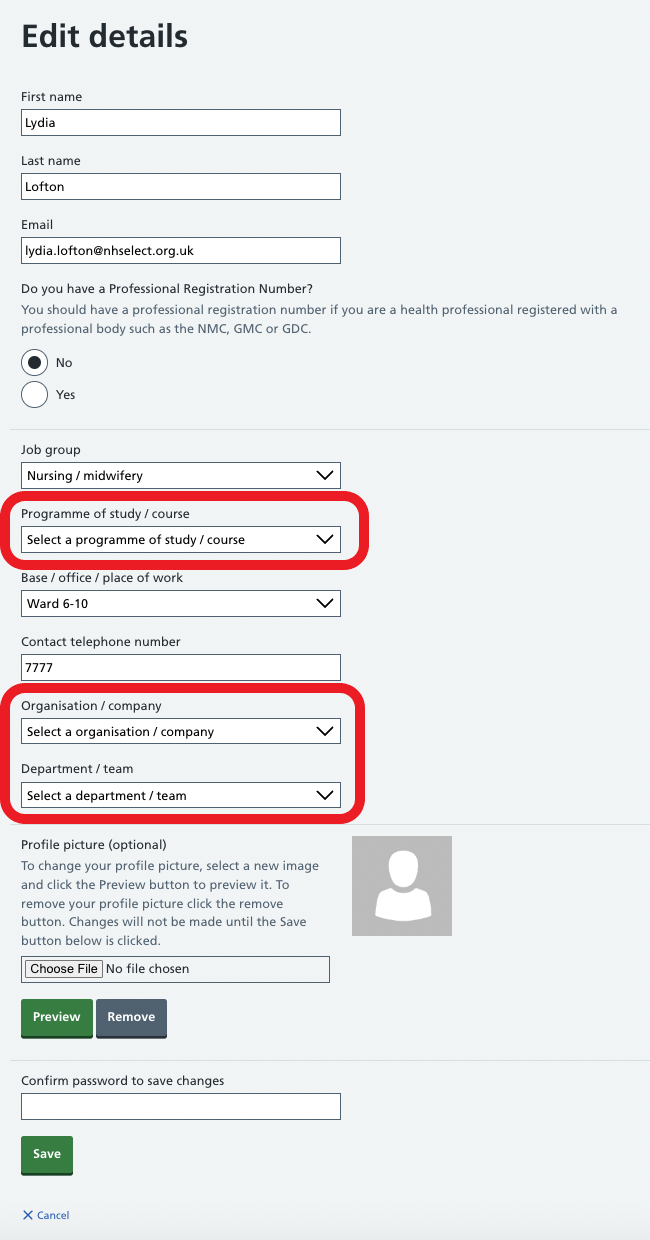 Edit details
First name
Lydia
Last name
Lofton
Email
lydia.lofton@nhselect.org.uk
Do you have a Professional Registration Number?
You should have a professional registration number if you are a health professional registered with a
professional body such as the NMC, GMC or GDC.
No
Yes
Job group
Nursing / midwifery
Programme of study / course
Select a programme of study / course
Base / office / place of work
Ward 6-10
Contact telephone number
7777
Organisation / company
Select a organisation / company
Department / team
Select a department / team
Profile picture (optional)
To change your profile picture, select a new image
and click the Preview button to preview it. To
remove your profile picture click the remove
button. Changes will not be made until the Save
button below is clicked.
Choose File No file chosen
Preview Remove
Confirm password to save changes
Save
Cancel